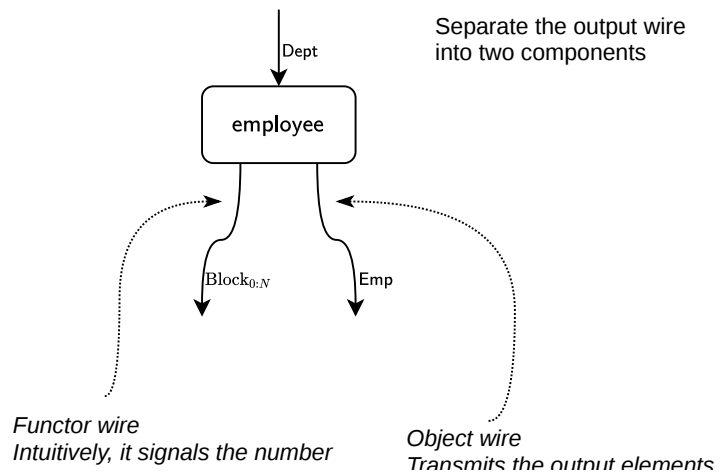 Separate the output wire
into two components
Dept
employee
Block₀:N
Emp
Functor wire
Intuitively, it signals the number
Object wire
Transmits the output elements